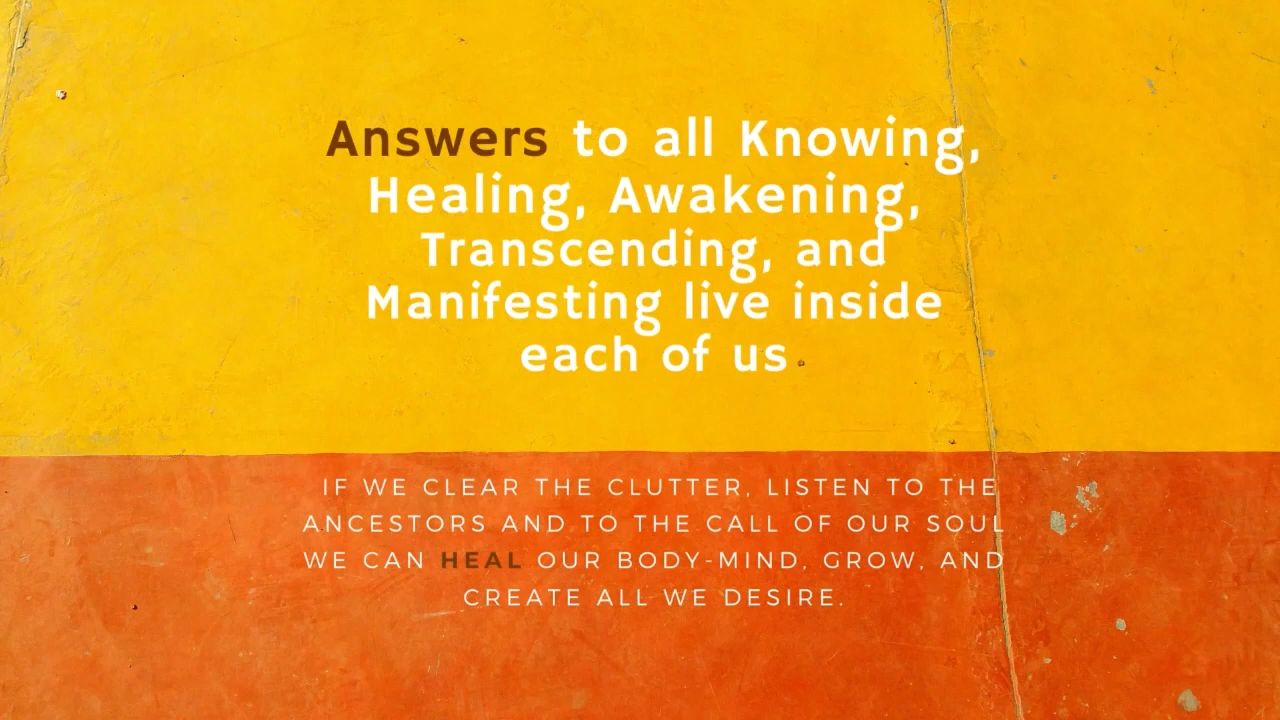 Answers to all Knowing,
Healing, Awakening,
Transcending, and
Manifesting live inside
each of us
IF WE CLEAR THE CLUTTER, LISTEN TO THE
ANCESTORS AND TO THE CALL OF OUR SOUL
WE CAN HEAL OUR BODY-MIND, GROW, AND
CREATE ALL WE DESIRE.